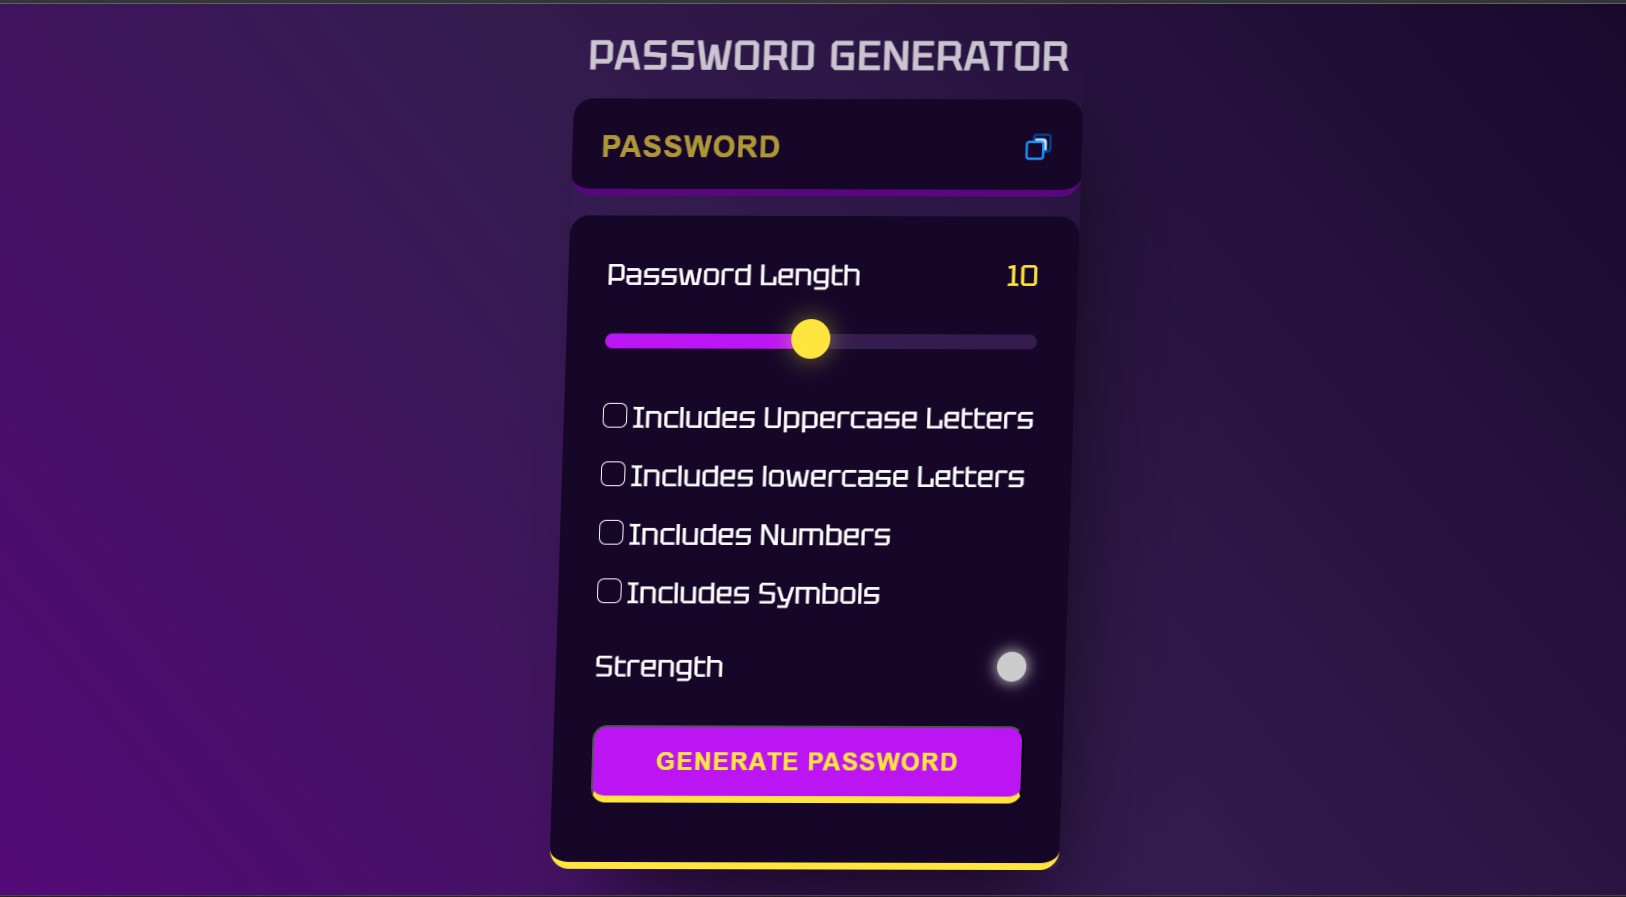 PASSWORD GENERATOR
PASSWORD
Password Length 10
Includes Uppercase Letters
Includes lowercase Letters
Includes Numbers
Includes Symbols
Strength
GENERATE PASSWORD